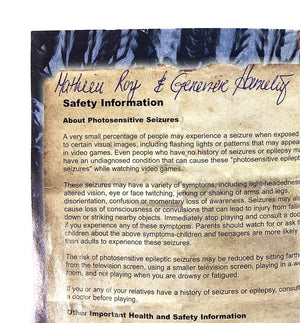 Mathieu Roy & Genevieve
Safety Information
About Photosensitive Seizures
A very small percentage of people may experience a seizure when exposed
to certain visual images, including flashing lights or patterns that may appear
in video games. Even people who have no history of seizures or epilepsy may
have an undiagnosed condition that can cause these "photosensitive epileptic
seizures" while watching video games.
These seizures may have a variety of symptoms, including light-headedness,
altered vision, eye or face twitching, jerking or shaking of arms and legs,
disorientation, confusion or momentary loss of awareness. Seizures may also
cause loss of consciousness or convulsions that can lead to injury from falling
down or striking nearby objects. Immediately stop playing and consult a doctor
if you experience any of these symptoms. Parents should watch for or ask their
children about the above symptoms-children and teenagers are more likely
than adults to experience these seizures.
The risk of photosensitive epileptic seizures may be reduced by sitting farther
from the television screen, using a smaller television screen, playing in a well-lit
room, and not playing when you are drowsy or fatigued.
If you or any of your relatives have a history of seizures or epilepsy, consult
a doctor before playing.
Other Important Health and Safety Information